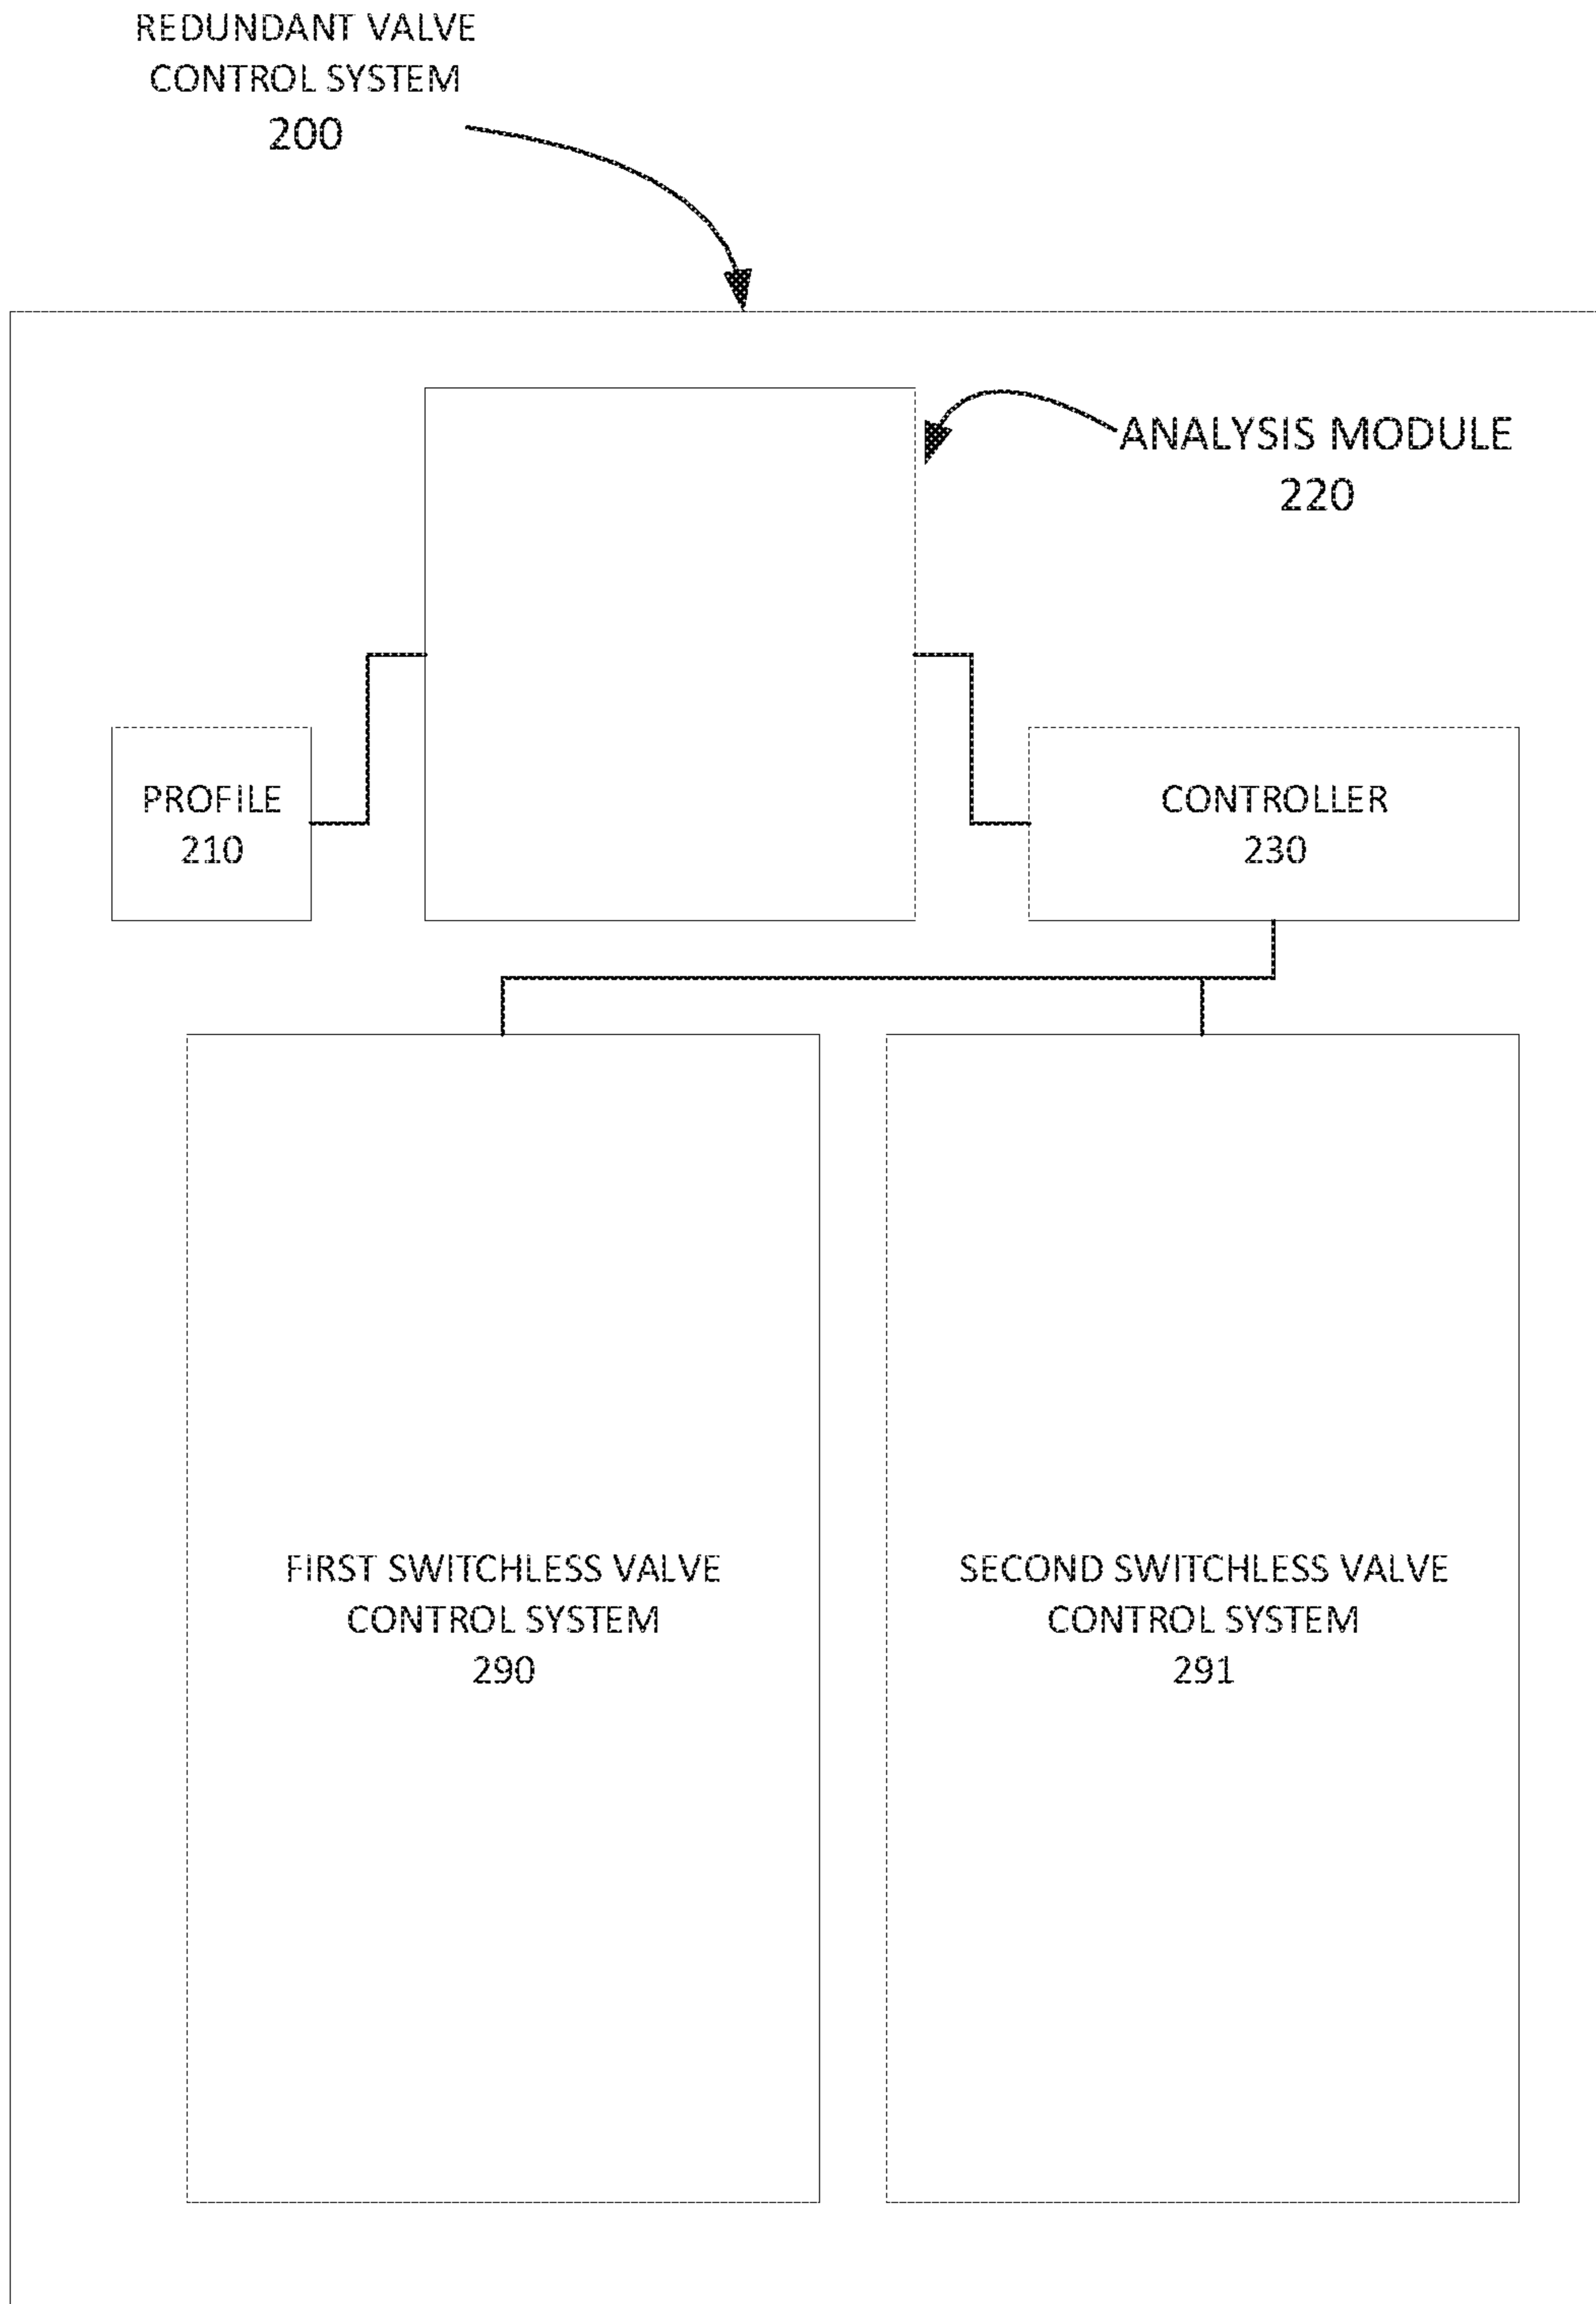 REDUNDANT VALVE
CONTROL SYSTEM
200
ANALYSIS MODULE
220
PROFILE
210
CONTROLLER
230
FIRST SWITCHLESS VALVE
CONTROL SYSTEM
290
SECOND SWITCHLESS VALVE
CONTROL SYSTEM
291